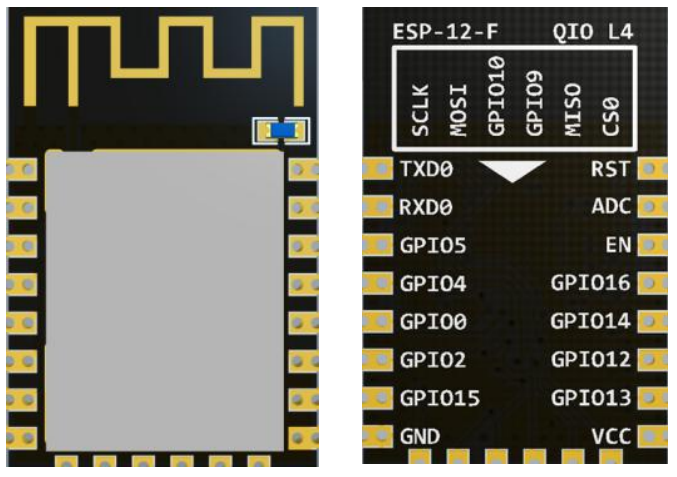 ESP-12-F QIO L4
SCLK MOSI GPIO10 GPIO9 MISO CS0
TXD0 RST
RXD0 ADC
GPIO5 EN
GPIO4 GPIO16
GPIO0 GPIO14
GPIO2 GPIO12
GPIO15 GPIO13
GND VCC